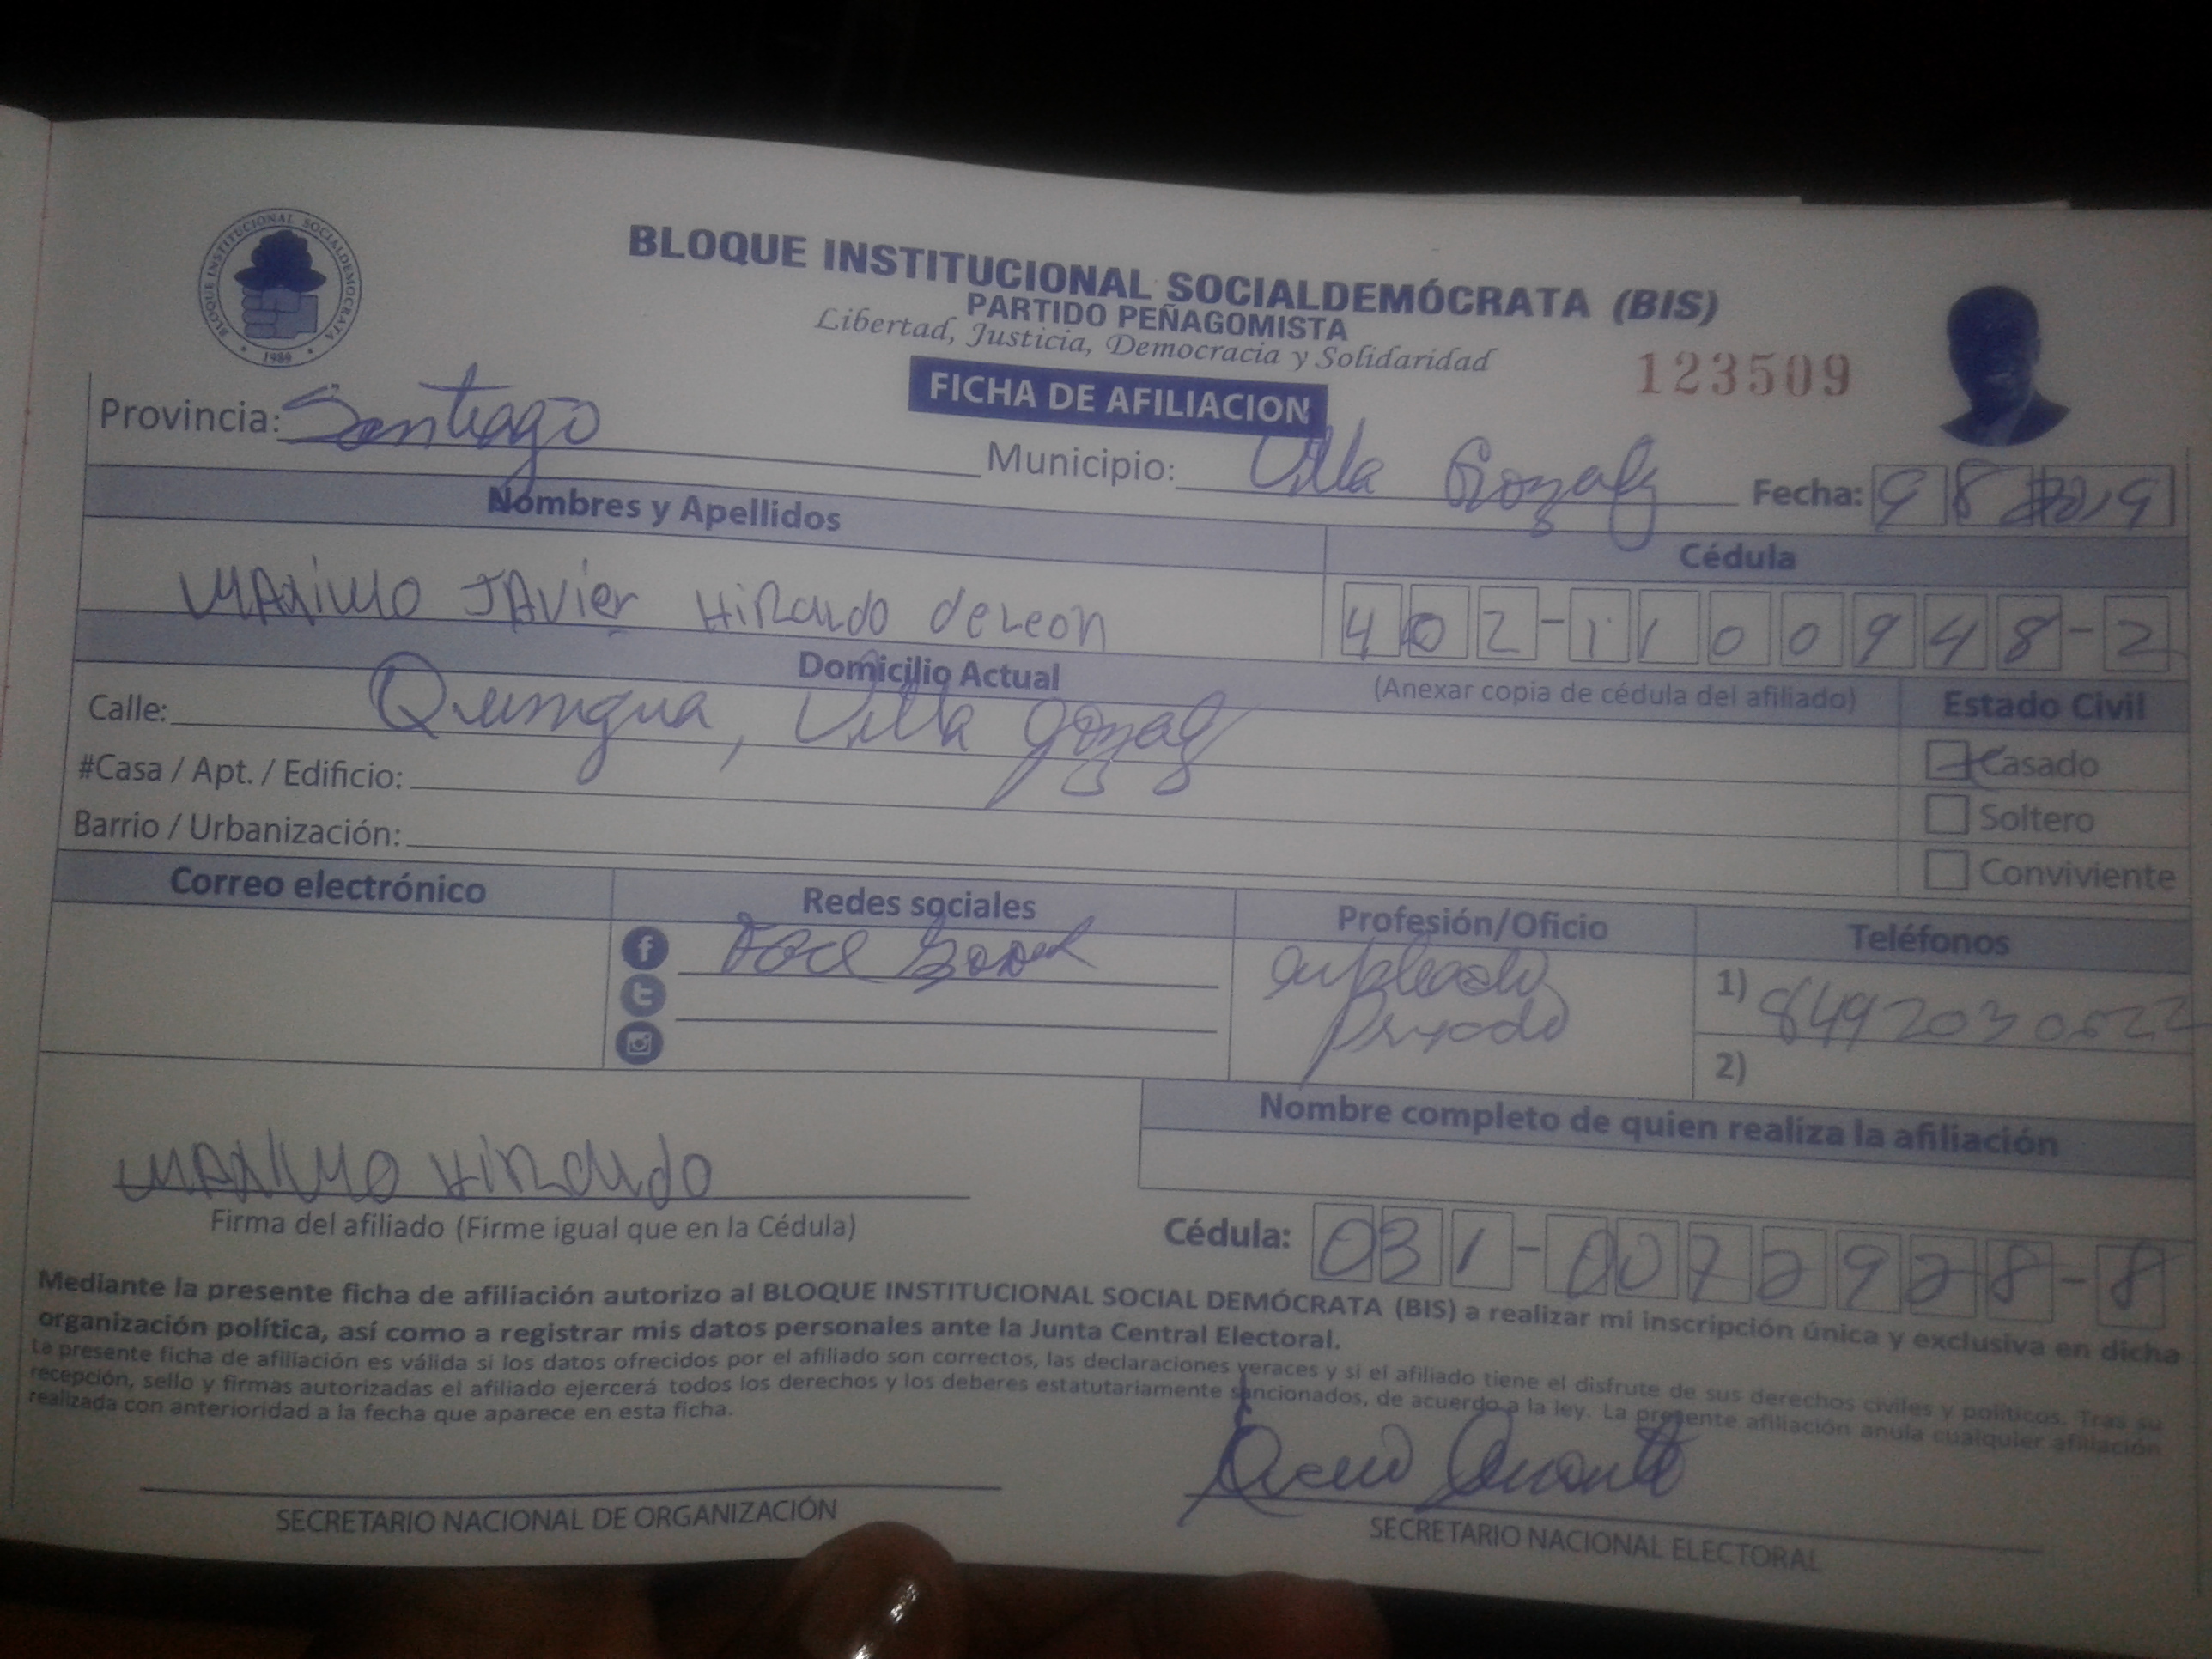 BLOQUE INSTITUCIONAL SOCIALDEMÓCRATA (BIS)
PARTIDO PEÑAGOMISTA
Libertad, Justicia, Democracia y Solidaridad
BLOQUE INSTITUCIONAL SOCIALDEMOCRATA
1989
123509
FICHA DE AFILIACION
Provincia: Santiago Municipio: Villa Fecha: 9 8 2019
Nombres y Apellidos
Cédula
MAXIMO JAVIER HIRALDO DE LEON 402-1100948-2
Domicilio Actual
(Anexar copia de cédula del afiliado)
Estado Civil
Calle: Quinigua, Villa
Casado
#Casa / Apt. / Edificio:
Soltero
Barrio / Urbanización:
Conviviente
Correo electrónico Redes sociales Profesión/Oficio Teléfonos
Face Book empleado 1)
privado
2)
Nombre completo de quien realiza la afiliación
MAXIMO HIRALDO
Firma del afiliado (Firme igual que en la Cédula)
Cédula: 031-0072928-8
Mediante la presente ficha de afiliación autorizo al BLOQUE INSTITUCIONAL SOCIAL DEMÓCRATA (BIS) a realizar mi inscripción única y exclusiva en dicha
organización política, así como a registrar mis datos personales ante la Junta Central Electoral.
La presente ficha de afiliación es válida si los datos ofrecidos por el afiliado son correctos, las declaraciones veraces y si el afiliado tiene el disfrute de sus derechos civiles y políticos. Tras su
recepción, sello y firmas autorizadas el afiliado ejercerá todos los derechos y los deberes estatutariamente sancionados, de acuerdo a la ley. La presente afiliación anula cualquier afiliación
realizada con anterioridad a la fecha que aparece en esta ficha.
SECRETARIO NACIONAL DE ORGANIZACIÓN
SECRETARIO NACIONAL ELECTORAL